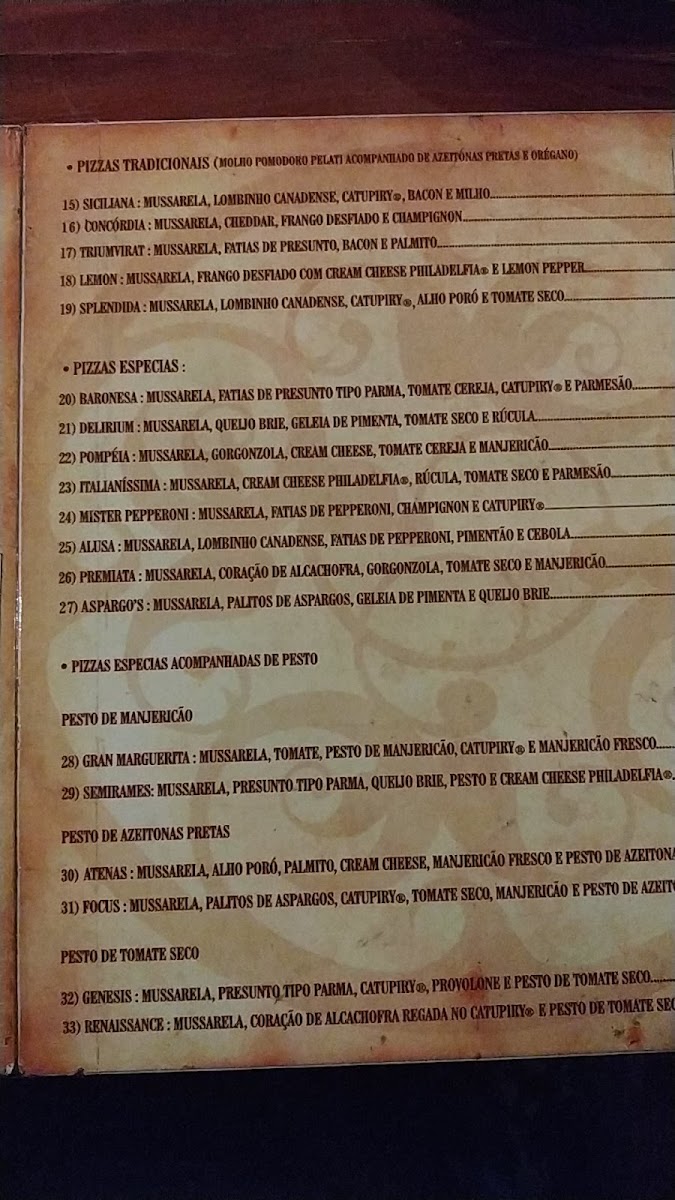 • PIZZAS TRADICIONAIS (MOLHO POMODORO PELATI ACOMPANHADO DE AZEITONAS PRETAS E ORÉGANO)
15) SICILIANA : MUSSARELA, LOMBINHO CANADENSE, CATUPIRY®, BACON E MILHO
16) CONCÓRDIA : MUSSARELA, CHEDDAR, FRANGO DESFIADO E CHAMPIGNON
17) TRIUMVIRAT : MUSSARELA, FATIAS DE PRESUNTO, BACON E PALMITO
18) LEMON : MUSSARELA, FRANGO DESFIADO COM CREAM CHEESE PHILADELFIA® E LEMON PEPPER
19) SPLENDIDA : MUSSARELA, LOMBINHO CANADENSE, CATUPIRY®, ALHO PORÓ E TOMATE SECO
• PIZZAS ESPECIAS :
20) BARONESA : MUSSARELA, FATIAS DE PRESUNTO TIPO PARMA, TOMATE CEREJA, CATUPIRY® E PARMESÃO
21) DELIRIUM : MUSSARELA, QUEIJO BRIE, GELEIA DE PIMENTA, TOMATE SECO E RÚCULA
22) POMPÉIA : MUSSARELA, GORGONZOLA, CREAM CHEESE, TOMATE CEREJA E MANJERICÃO
23) ITALIANÍSSIMA : MUSSARELA, CREAM CHEESE PHILADELFIA®, RÚCULA, TOMATE SECO E PARMESÃO
24) MISTER PEPPERONI : MUSSARELA, FATIAS DE PEPPERONI, CHAMPIGNON E CATUPIRY®
25) ALUSA : MUSSARELA, LOMBINHO CANADENSE, FATIAS DE PEPPERONI, PIMENTÃO E CEBOLA
26) PREMIATA : MUSSARELA, CORAÇÃO DE ALCACHOFRA, GORGONZOLA, TOMATE SECO E MANJERICÃO
27) ASPARGO'S : MUSSARELA, PALITOS DE ASPARGOS, GELEIA DE PIMENTA E QUEIJO BRIE
• PIZZAS ESPECIAS ACOMPANHADAS DE PESTO
PESTO DE MANJERICÃO
28) GRAN MARGUERITA : MUSSARELA, TOMATE, PESTO DE MANJERICÃO, CATUPIRY® E MANJERICÃO FRESCO
29) SEMIRAMES: MUSSARELA, PRESUNTO TIPO PARMA, QUEIJO BRIE, PESTO E CREAM CHEESE PHILADELFIA®
PESTO DE AZEITONAS PRETAS
30) ATENAS : MUSSARELA, ALHO PORÓ, PALMITO, CREAM CHEESE, MANJERICÃO FRESCO E PESTO DE AZEITONA
31) FOCUS : MUSSARELA, PALITOS DE ASPARGOS, CATUPIRY®, TOMATE SECO, MANJERICÃO E PESTO DE AZEIT
PESTO DE TOMATE SECO
32) GENESIS : MUSSARELA, PRESUNTO TIPO PARMA, CATUPIRY®, PROVOLONE E PESTO DE TOMATE SECO
33) RENAISSANCE : MUSSARELA, CORAÇÃO DE ALCACHOFRA REGADA NO CATUPIRY® E PESTO DE TOMATE SEC